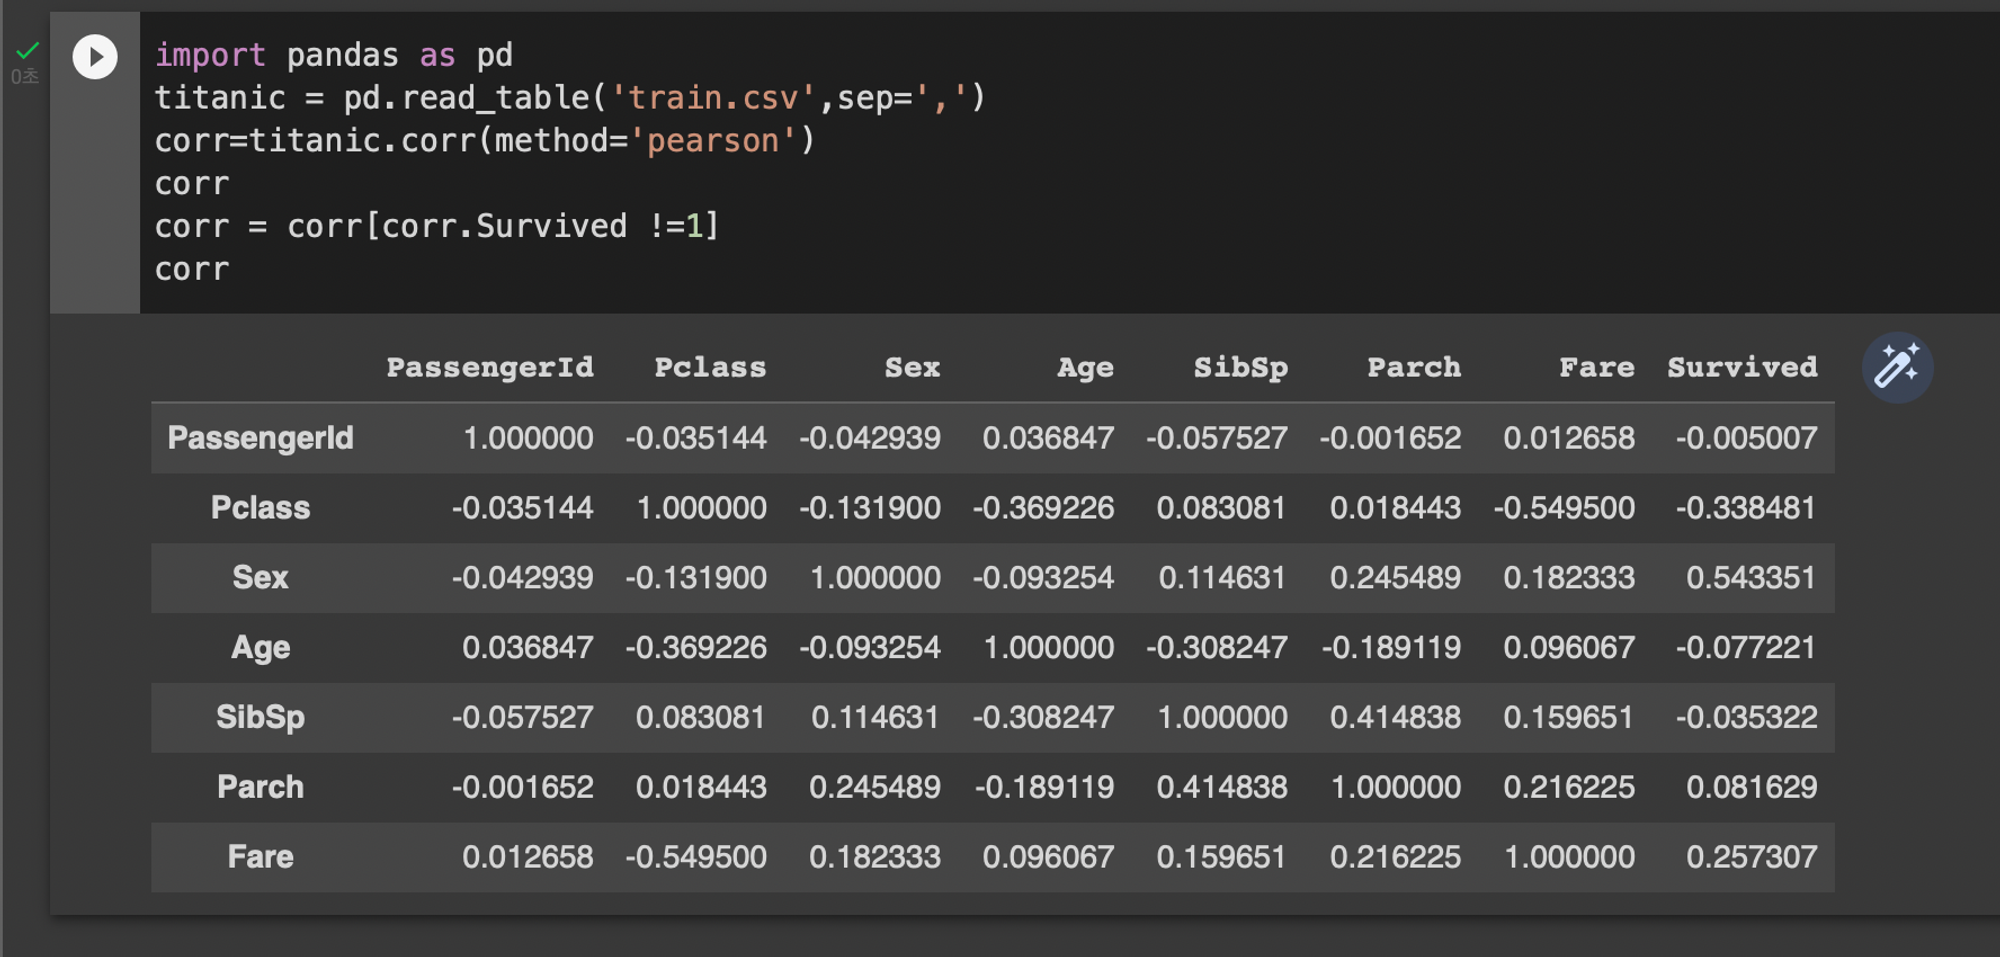 import pandas as pd
titanic = pd.read_table('train.csv',sep=',')
corr=titanic.corr(method='pearson')
corr
corr = corr[corr.Survived !=1]
corr
0초
PassengerId Pclass Sex Age SibSp Parch Fare Survived
PassengerId 1.000000 -0.035144 -0.042939 0.036847 -0.057527 -0.001652 0.012658 -0.005007
Pclass -0.035144 1.000000 -0.131900 -0.369226 0.083081 0.018443 -0.549500 -0.338481
Sex -0.042939 -0.131900 1.000000 -0.093254 0.114631 0.245489 0.182333 0.543351
Age 0.036847 -0.369226 -0.093254 1.000000 -0.308247 -0.189119 0.096067 -0.077221
SibSp -0.057527 0.083081 0.114631 -0.308247 1.000000 0.414838 0.159651 -0.035322
Parch -0.001652 0.018443 0.245489 -0.189119 0.414838 1.000000 0.216225 0.081629
Fare 0.012658 -0.549500 0.182333 0.096067 0.159651 0.216225 1.000000 0.257307